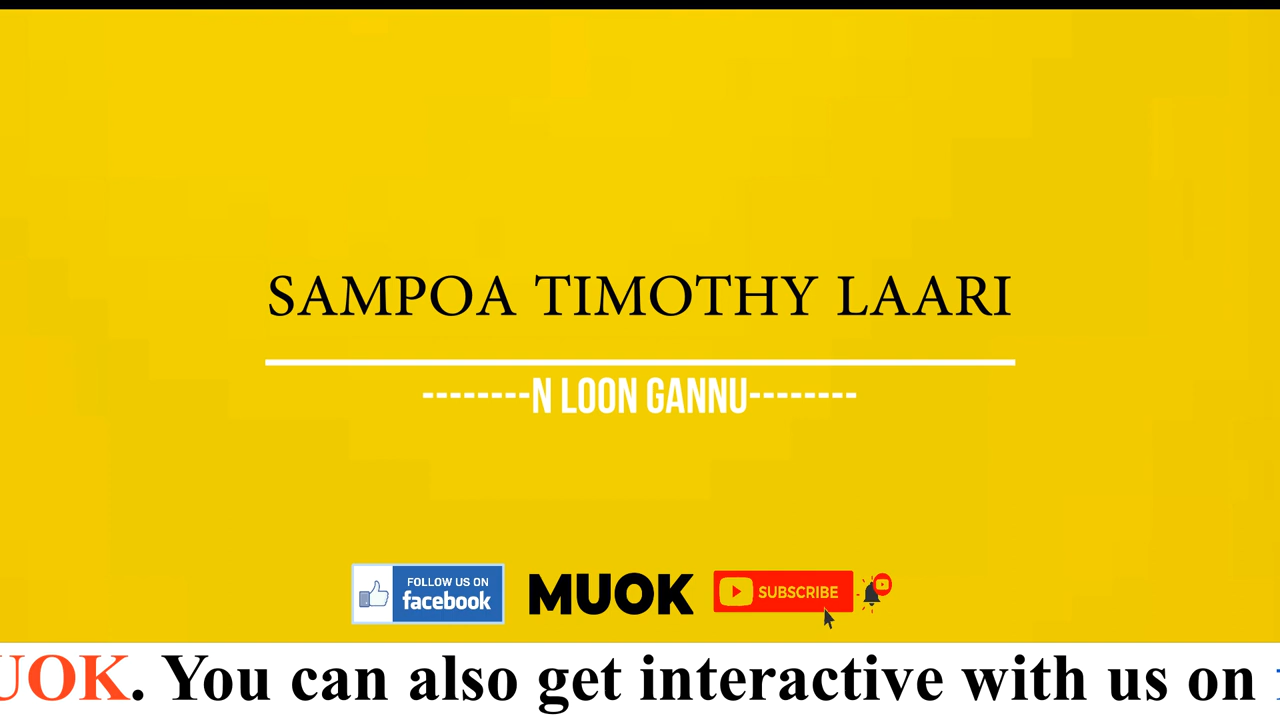 SAMPOA TIMOTHY LAARI
--------N LOON GANNU--------
FOLLOW US ON
facebook
MUOK
SUBSCRIBE
UOK. You can also get interactive with us on